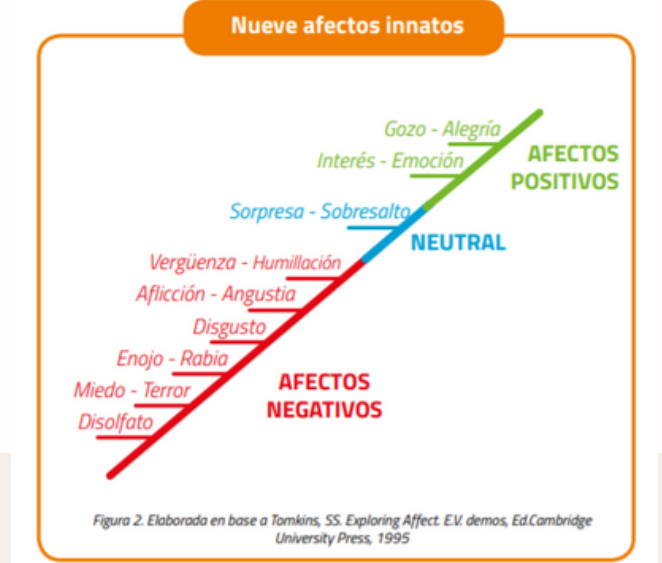 Nueve afectos innatos
Gozo - Alegría
Interés - Emoción
AFECTOS
POSITIVOS
Sorpresa - Sobresalto
NEUTRAL
Vergüenza - Humillación
Aflicción - Angustia
Disgusto
Enojo - Rabia
Miedo - Terror
Disolfato
AFECTOS
NEGATIVOS
Figura 2. Elaborada en base a Tomkins, SS. Exploring Affect. E.V. demos, Ed.Cambridge
University Press, 1995